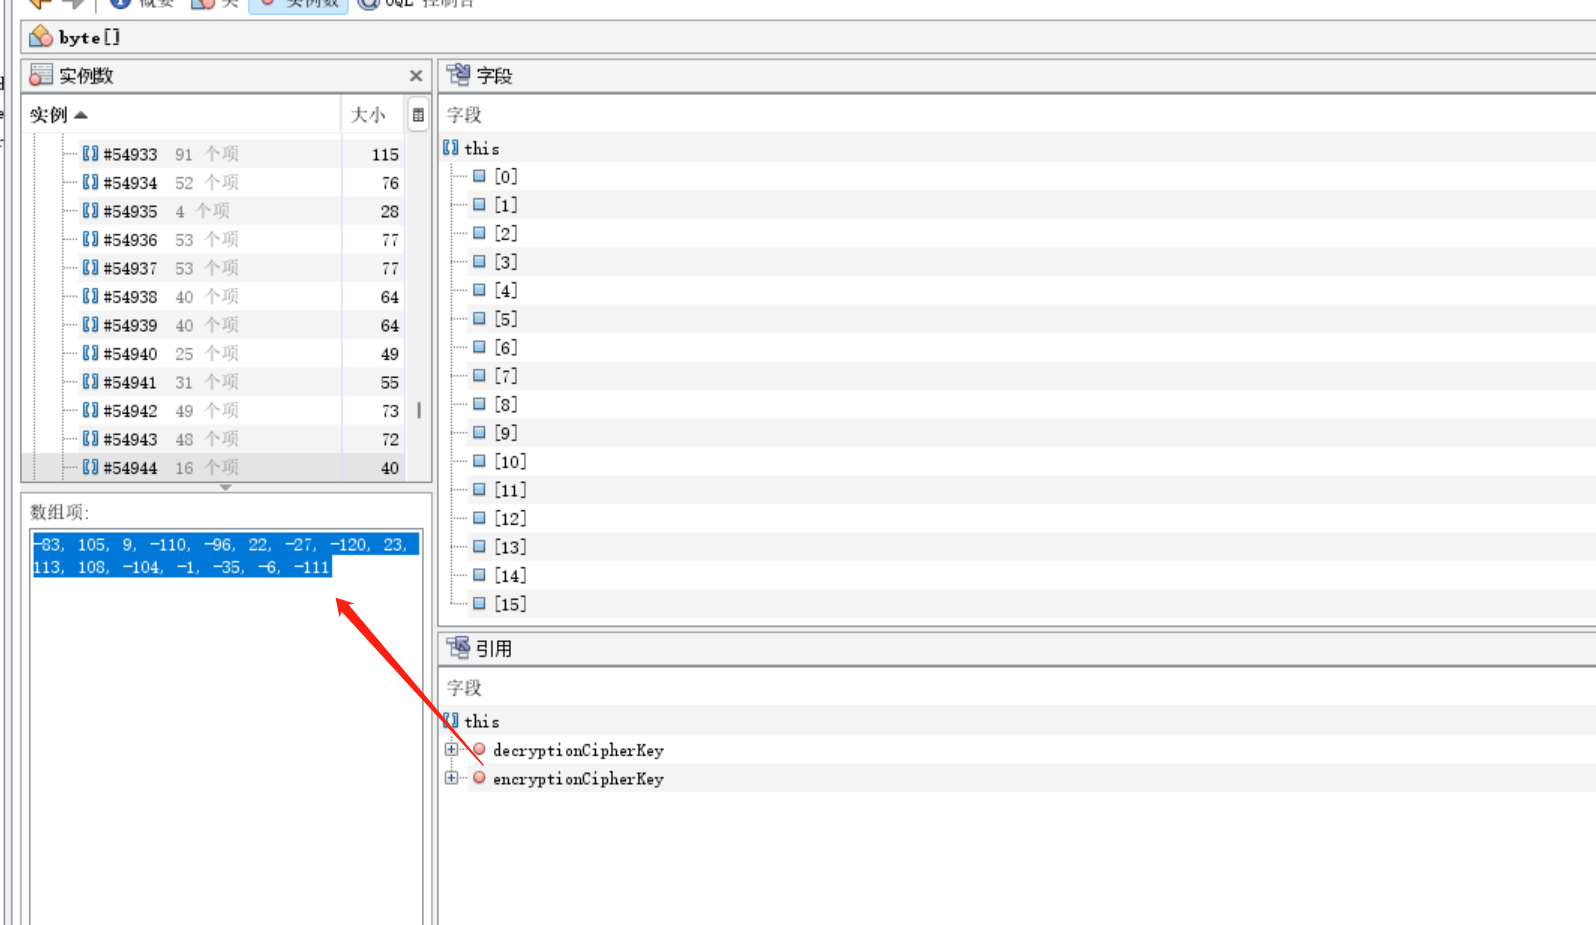 概要 类 实例数 OQL 控制台
byte[]
实例数
实例 大小
#54933 91 个项 115
#54934 52 个项 76
#54935 4 个项 28
#54936 53 个项 77
#54937 53 个项 77
#54938 40 个项 64
#54939 40 个项 64
#54940 25 个项 49
#54941 31 个项 55
#54942 49 个项 73
#54943 48 个项 72
#54944 16 个项 40
数组项:
-83, 105, 9, -110, -96, 22, -27, -120, 23,
113, 108, -104, -1, -35, -6, -111
字段
字段
this
[0]
[1]
[2]
[3]
[4]
[5]
[6]
[7]
[8]
[9]
[10]
[11]
[12]
[13]
[14]
[15]
引用
字段
this
decryptionCipherKey
encryptionCipherKey